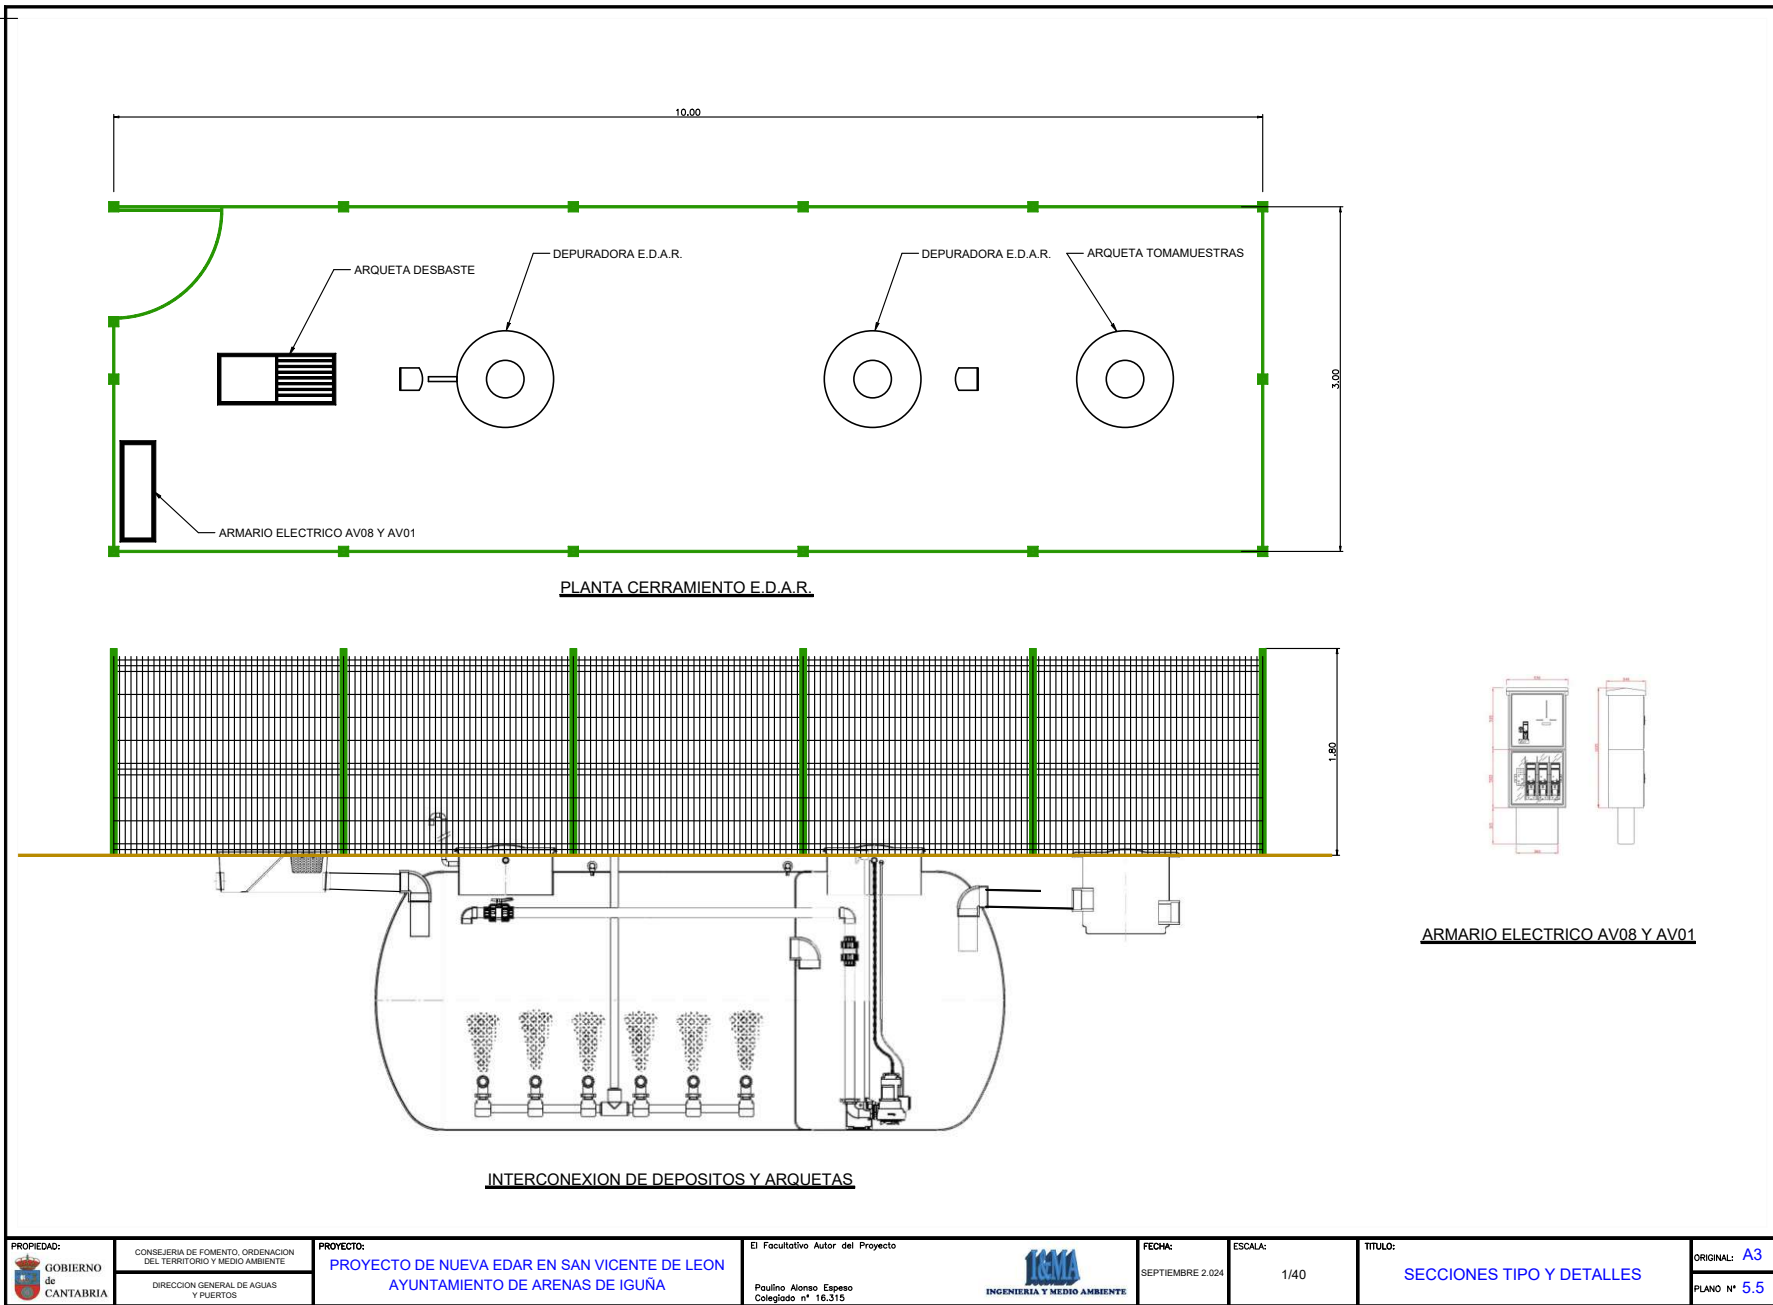 10.00
ARQUETA DESBASTE
DEPURADORA E.D.A.R.
DEPURADORA E.D.A.R.
ARQUETA TOMAMUESTRAS
3.00
ARMARIO ELECTRICO AV08 Y AV01
PLANTA CERRAMIENTO E.D.A.R.
1.80
ARMARIO ELECTRICO AV08 Y AV01
INTERCONEXION DE DEPOSITOS Y ARQUETAS
PROPIEDAD:
GOBIERNO
de
CANTABRIA
CONSEJERIA DE FOMENTO, ORDENACION
DEL TERRITORIO Y MEDIO AMBIENTE
DIRECCION GENERAL DE AGUAS
Y PUERTOS
PROYECTO:
PROYECTO DE NUEVA EDAR EN SAN VICENTE DE LEON
AYUNTAMIENTO DE ARENAS DE IGUÑA
El Facultativo Autor del Proyecto
Paulino Alonso Espeso
Colegiado nº 16.315
I&MA
INGENIERIA Y MEDIO AMBIENTE
FECHA:
SEPTIEMBRE 2.024
ESCALA:
1/40
TITULO:
SECCIONES TIPO Y DETALLES
ORIGINAL: A3
PLANO Nº 5.5